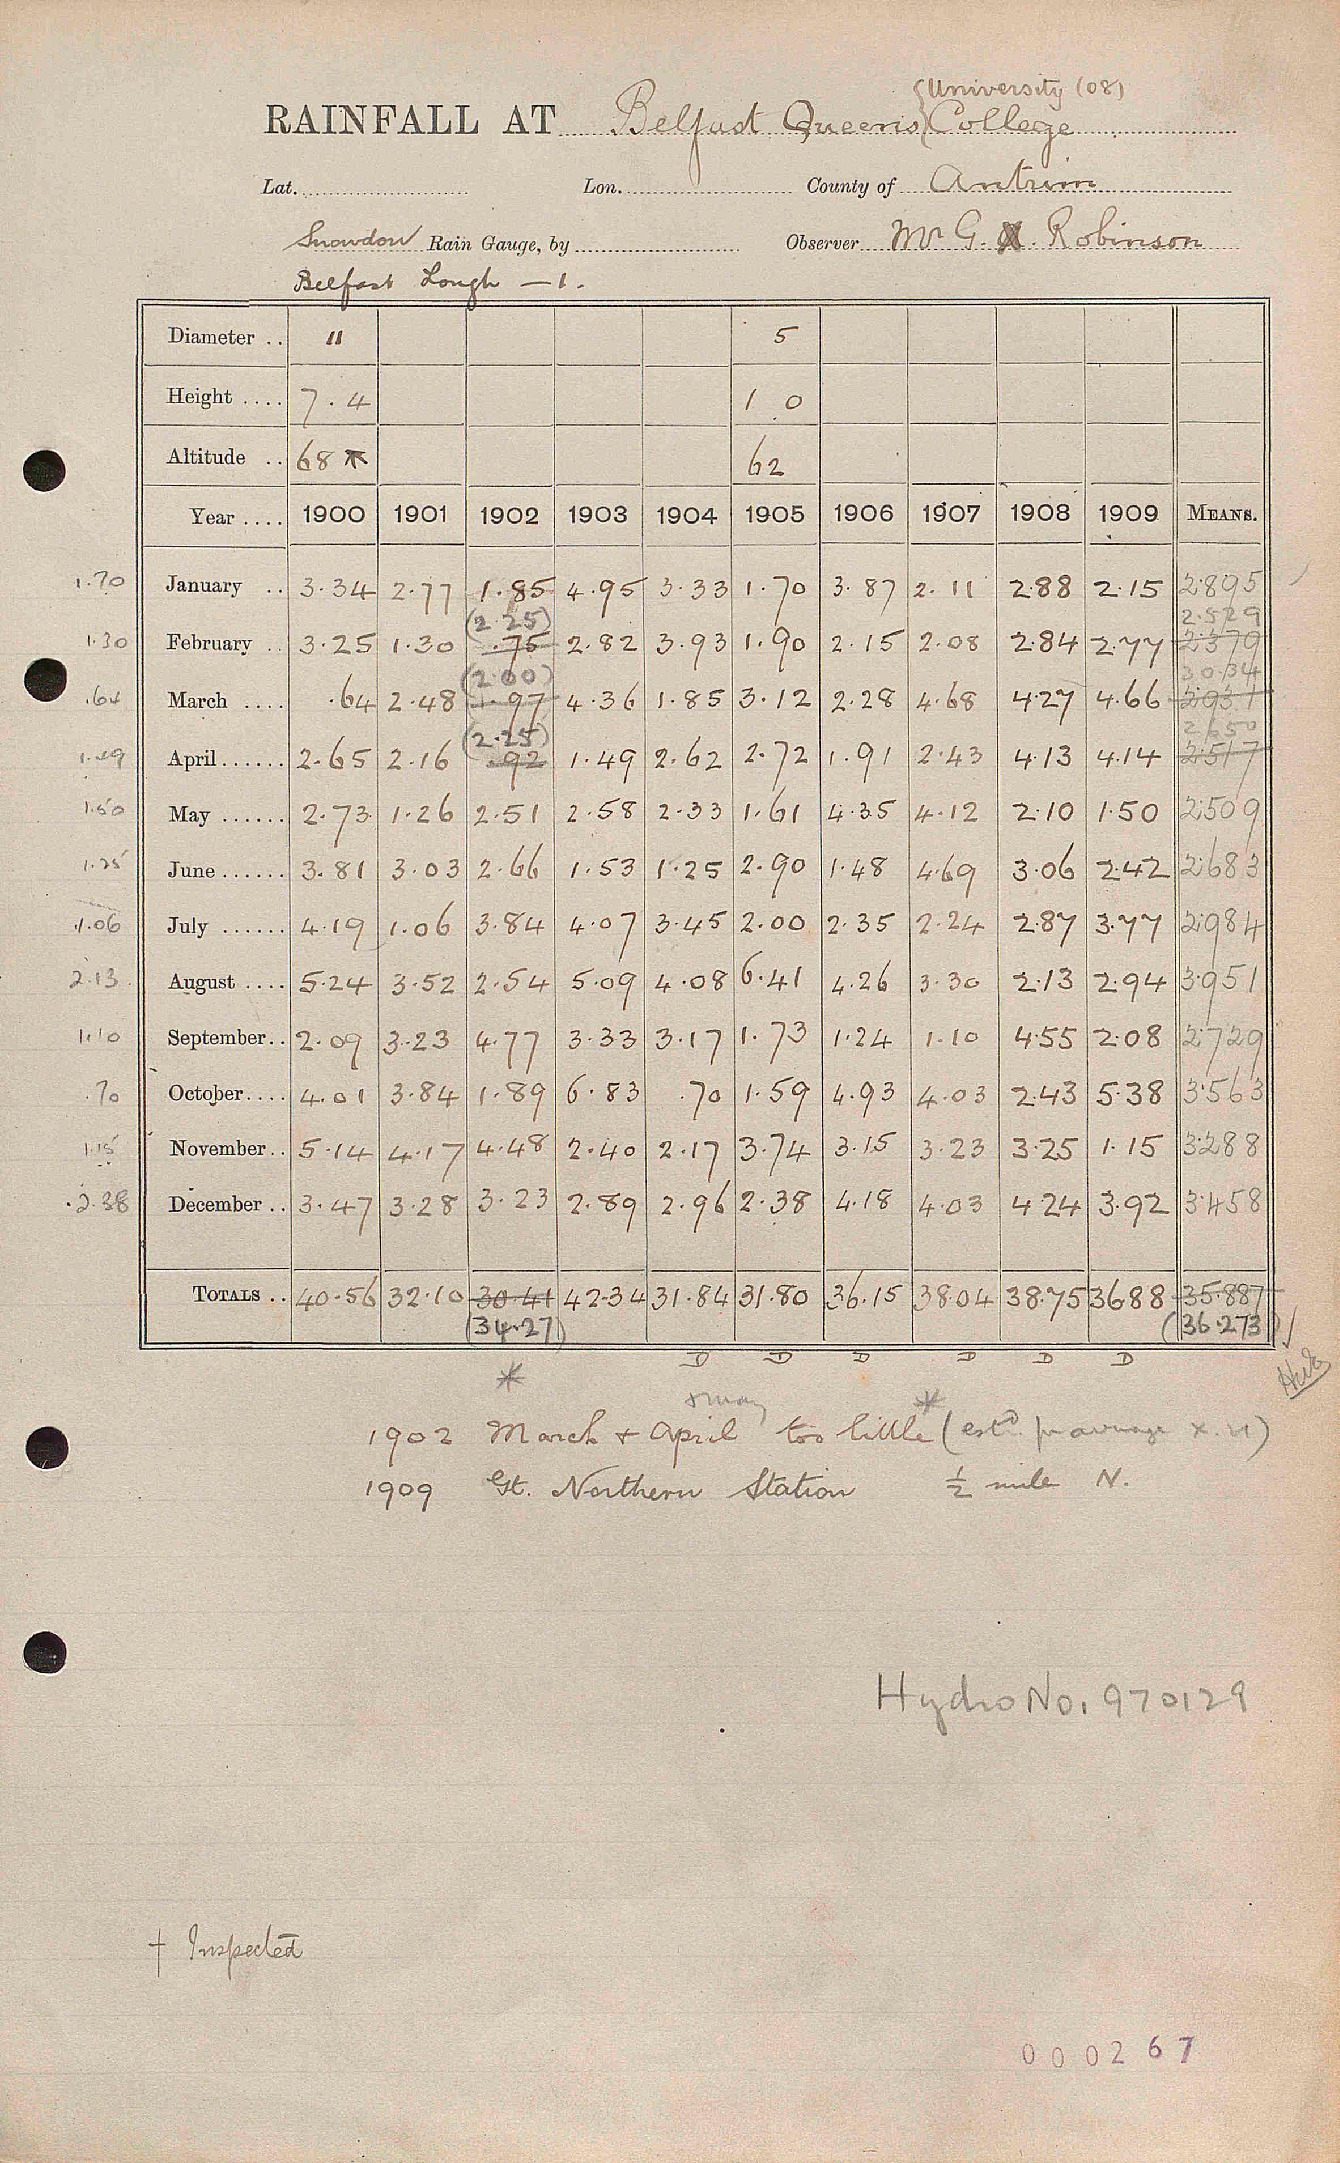 {University (08)
RAINFALL AT Belfast Queens College
Lat. Lon. County of Antrim
Snowdon Rain Gauge, by Observer Mr G. Robinson
Belfast Lough — 1.
Diameter .. 11 5
Height .... 7.4 1 0
Altitude .. 68 62
Year .... 1900 1901 1902 1903 1904 1905 1906 1907 1908 1909 MEANS.
1.70 January .. 3.34 2.77 1.85 4.95 3.33 1.70 3.87 2.11 2.88 2.15 2.895
(2.25) 2.529
1.30 February .. 3.25 1.30 .75 2.82 3.93 1.90 2.15 2.08 2.84 2.77 2.379
(2.00) 30.34
.64 March .... .64 2.48 1.97 4.36 1.85 3.12 2.28 4.68 4.27 4.66 2.931
(2.25) 2.650
1.49 April ...... 2.65 2.16 .92 1.49 2.62 2.72 1.91 2.43 4.13 4.14 2.517
1.50 May ...... 2.73 1.26 2.51 2.58 2.33 1.61 4.35 4.12 2.10 1.50 2.509
1.25 June ...... 3.81 3.03 2.66 1.53 1.25 2.90 1.48 4.69 3.06 2.42 2.683
1.06 July ...... 4.19 1.06 3.84 4.07 3.45 2.00 2.35 2.24 2.87 3.77 2.984
2.13 August .... 5.24 3.52 2.54 5.09 4.08 6.41 4.26 3.30 2.13 2.94 3.951
1.10 September.. 2.09 3.23 4.77 3.33 3.17 1.73 1.24 1.10 4.55 2.08 2.729
.70 October.... 4.01 3.84 1.89 6.83 .70 1.59 4.93 4.03 2.43 5.38 3.563
1.15 November.. 5.14 4.17 4.48 2.40 2.17 3.74 3.15 3.23 3.25 1.15 3.288
2.38 December .. 3.47 3.28 3.23 2.89 2.96 2.38 4.18 4.03 4.24 3.92 3.458
TOTALS .. 40.56 32.10 30.41 42.34 31.84 31.80 36.15 38.04 38.75 36.88 35.887
(34.27) (36.273)
D D D D D D
* *
& may
1902 March & April too little (estd. average
1909 Gt. Northern Station ½ mile N.
Hydro No. 970129
† Inspected
000267